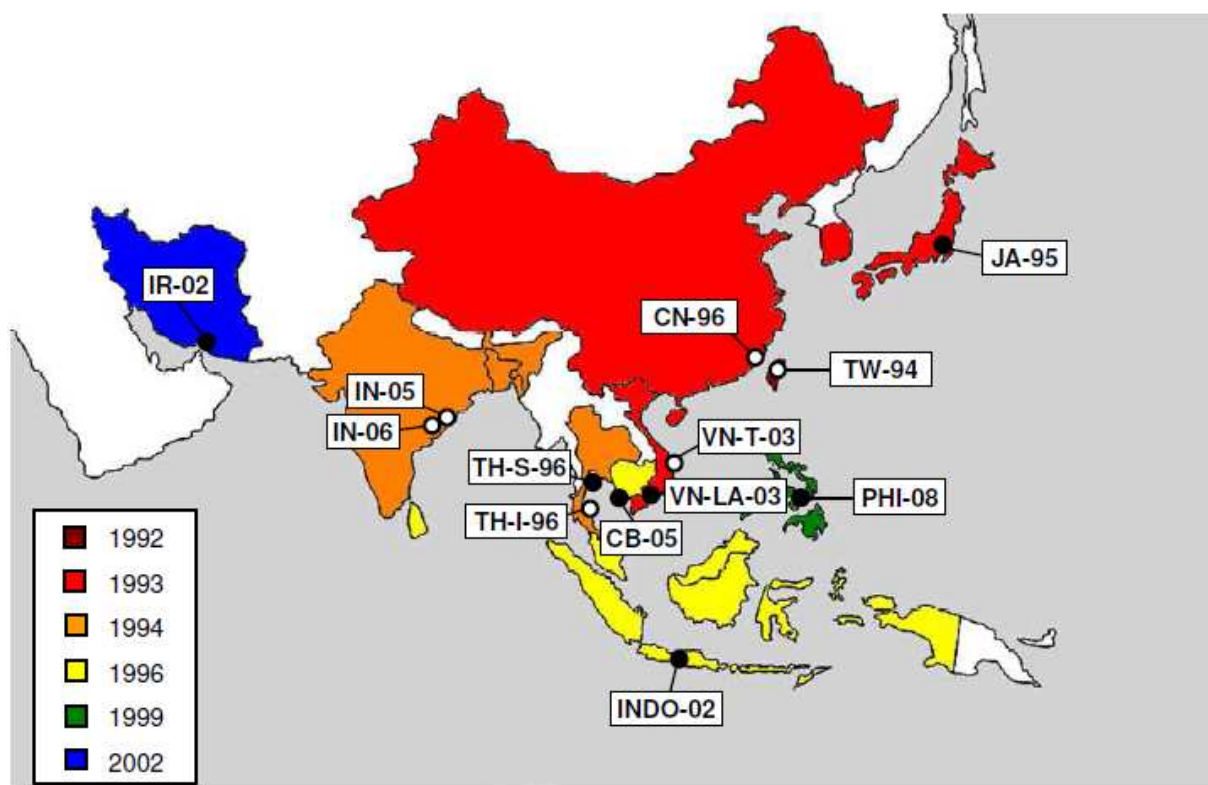 JA-95
IR-02
CN-96
TW-94
IN-05
IN-06
VN-T-03
TH-S-96
VN-LA-03
PHI-08
TH-I-96
CB-05
INDO-02
1992
1993
1994
1996
1999
2002